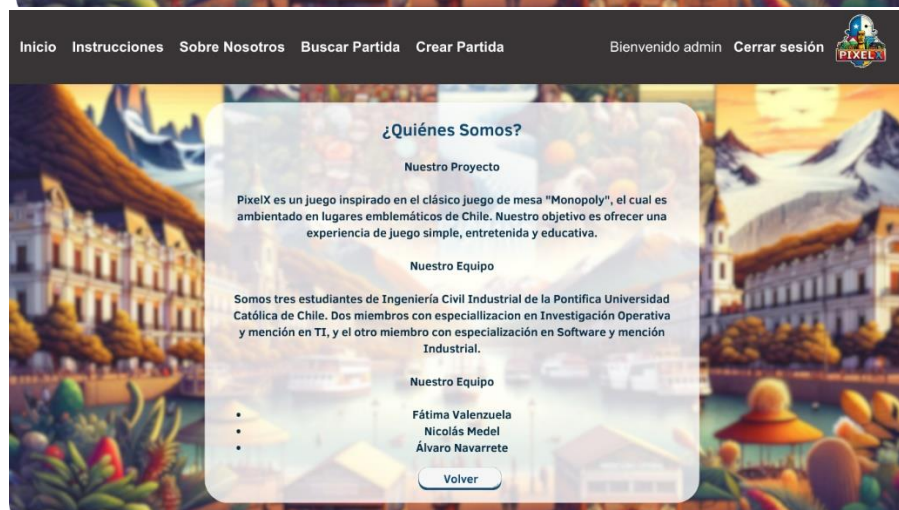 Inicio Instrucciones Sobre Nosotros Buscar Partida Crear Partida Bienvenido admin Cerrar sesión PIXELX
¿Quiénes Somos?
Nuestro Proyecto
PixelX es un juego inspirado en el clásico juego de mesa "Monopoly", el cual es
ambientado en lugares emblemáticos de Chile. Nuestro objetivo es ofrecer una
experiencia de juego simple, entretenida y educativa.
Nuestro Equipo
Somos tres estudiantes de Ingeniería Civil Industrial de la Pontifica Universidad
Católica de Chile. Dos miembros con especiallizacion en Investigación Operativa
y mención en TI, y el otro miembro con especialización en Software y mención
Industrial.
Nuestro Equipo
• Fátima Valenzuela
• Nicolás Medel
• Álvaro Navarrete
Volver